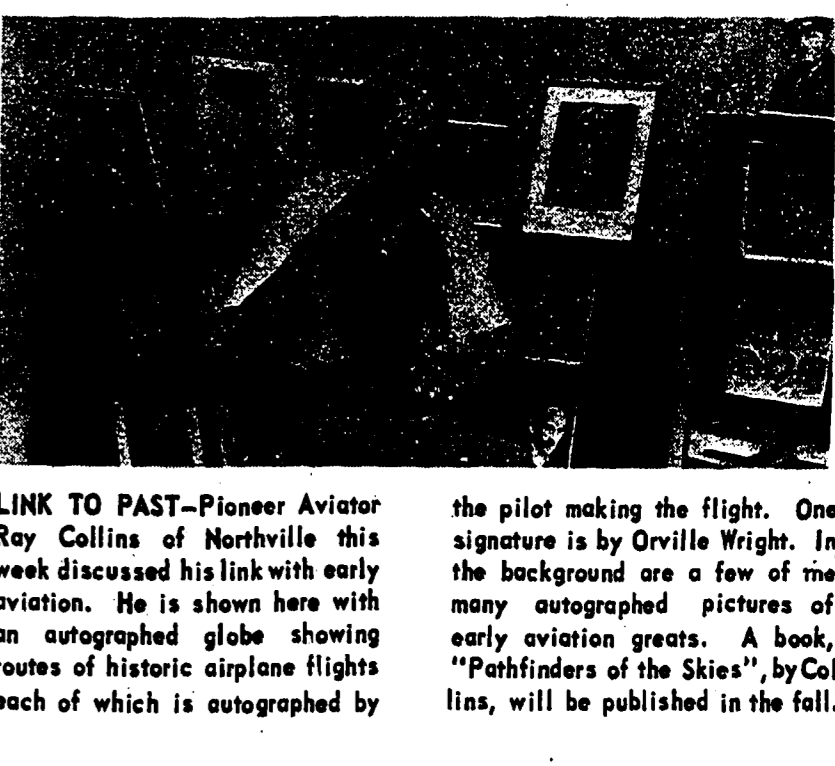 LINK TO PAST—Pioneer Aviator
Ray Collins of Northville this
week discussed his link with early
aviation. He is shown here with
an autographed globe showing
routes of historic airplane flights
each of which is autographed by
the pilot making the flight. One
signature is by Orville Wright. In
the background are a few of the
many autographed pictures of
early aviation greats. A book,
"Pathfinders of the Skies", by Col
lins, will be published in the fall.